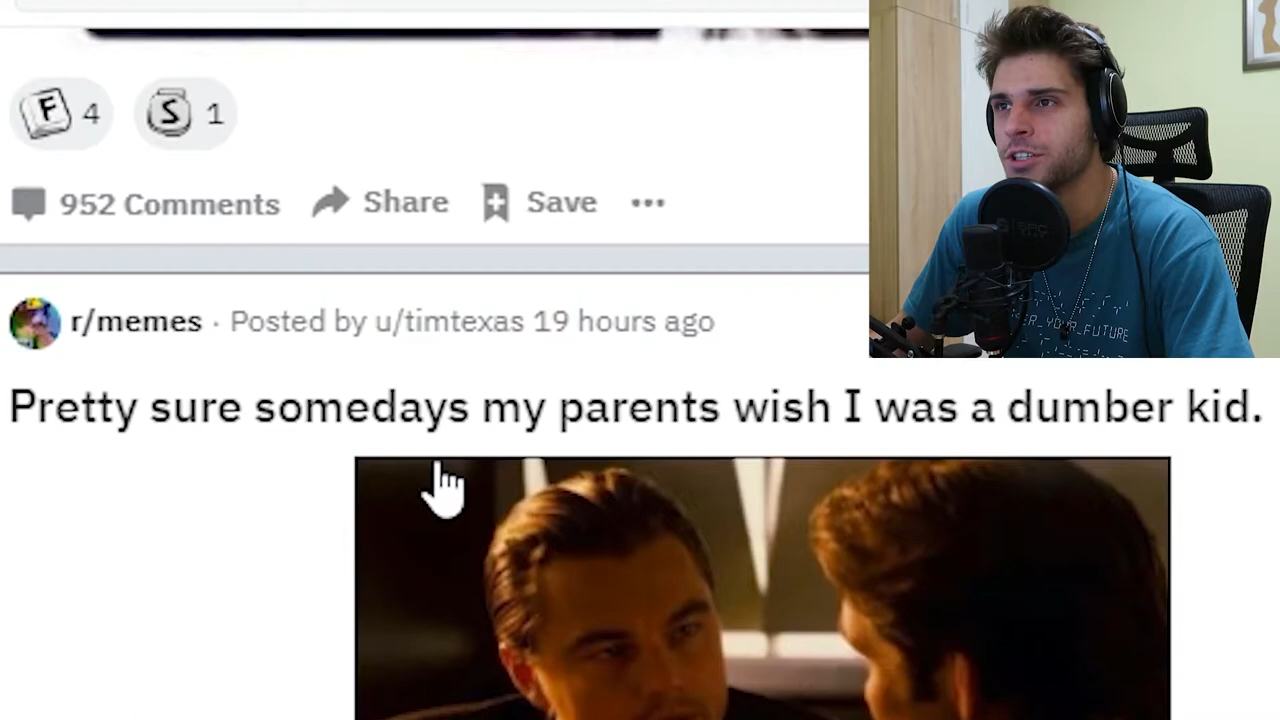 F 4 S 1
952 Comments Share Save •••
r/memes · Posted by u/timtexas 19 hours ago
ER_YOUR_FUTURE
Pretty sure somedays my parents wish I was a dumber kid.